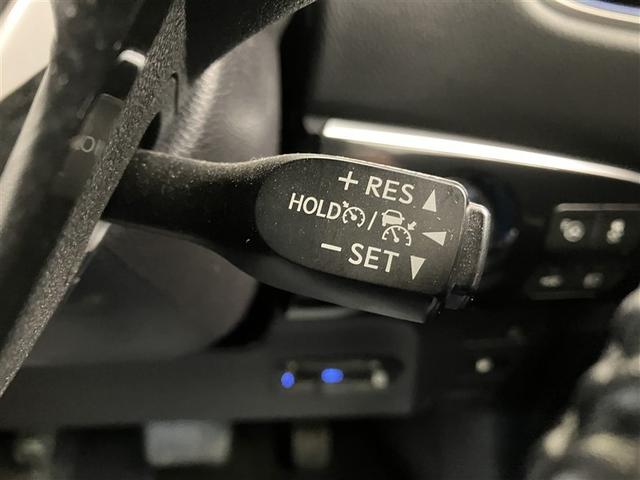 + RES ▲
HOLD / ◀
− SET ▼